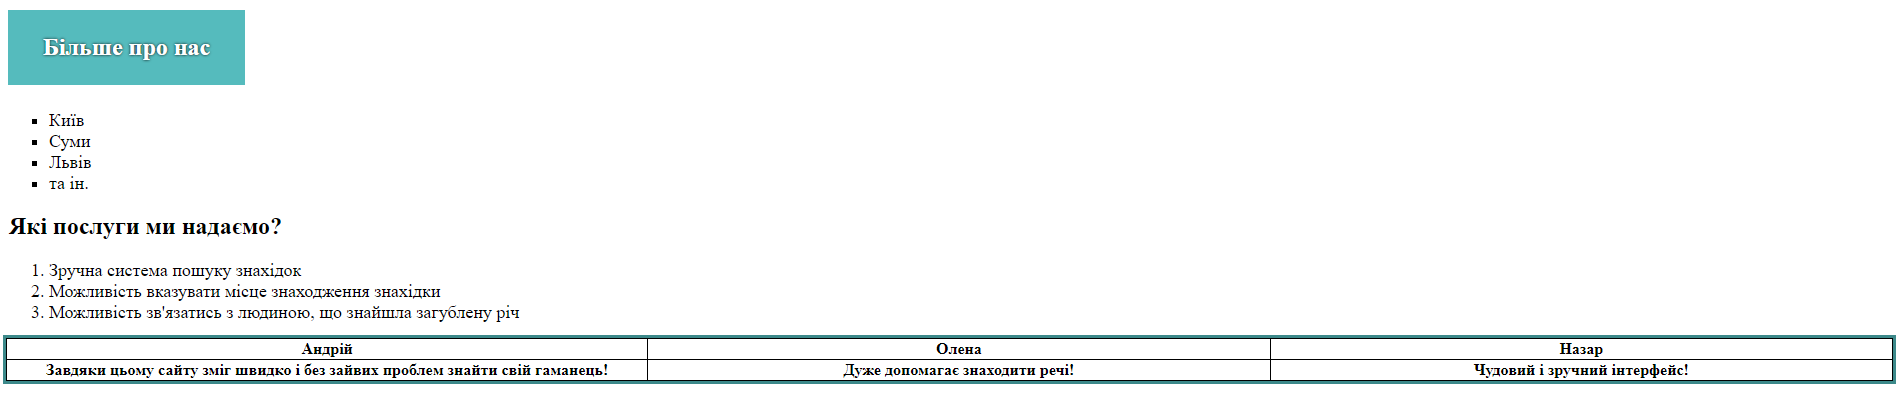 Більше про нас
Київ
Суми
Львів
та ін.
Які послуги ми надаємо?
1. Зручна система пошуку знахідок
2. Можливість вказувати місце знаходження знахідки
3. Можливість зв'язатись з людиною, що знайшла загублену річ
Андрій Олена Назар
Завдяки цьому сайту зміг швидко і без зайвих проблем знайти свій гаманець! Дуже допомагає знаходити речі! Чудовий і зручний інтерфейс!